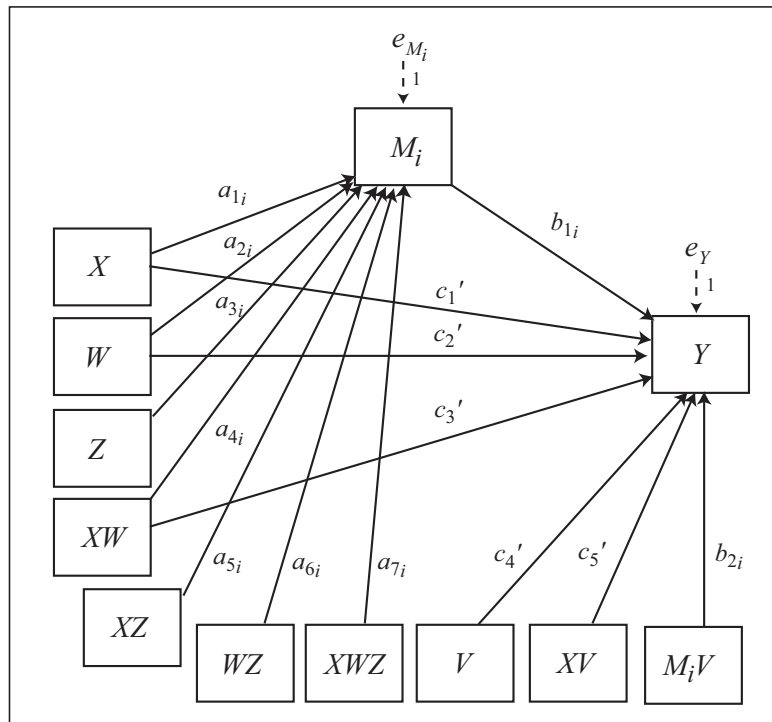 e_{M_i}
1
M_i
a_{1i}
b_{1i}
a_{2i}
X
e_Y
1
a_{3i}
c_1'
W
c_2'
Y
Z
a_{4i}
c_3'
XW
a_{5i}
a_{6i}
a_{7i}
c_4'
c_5'
b_{2i}
XZ
WZ
XWZ
V
XV
M_iV